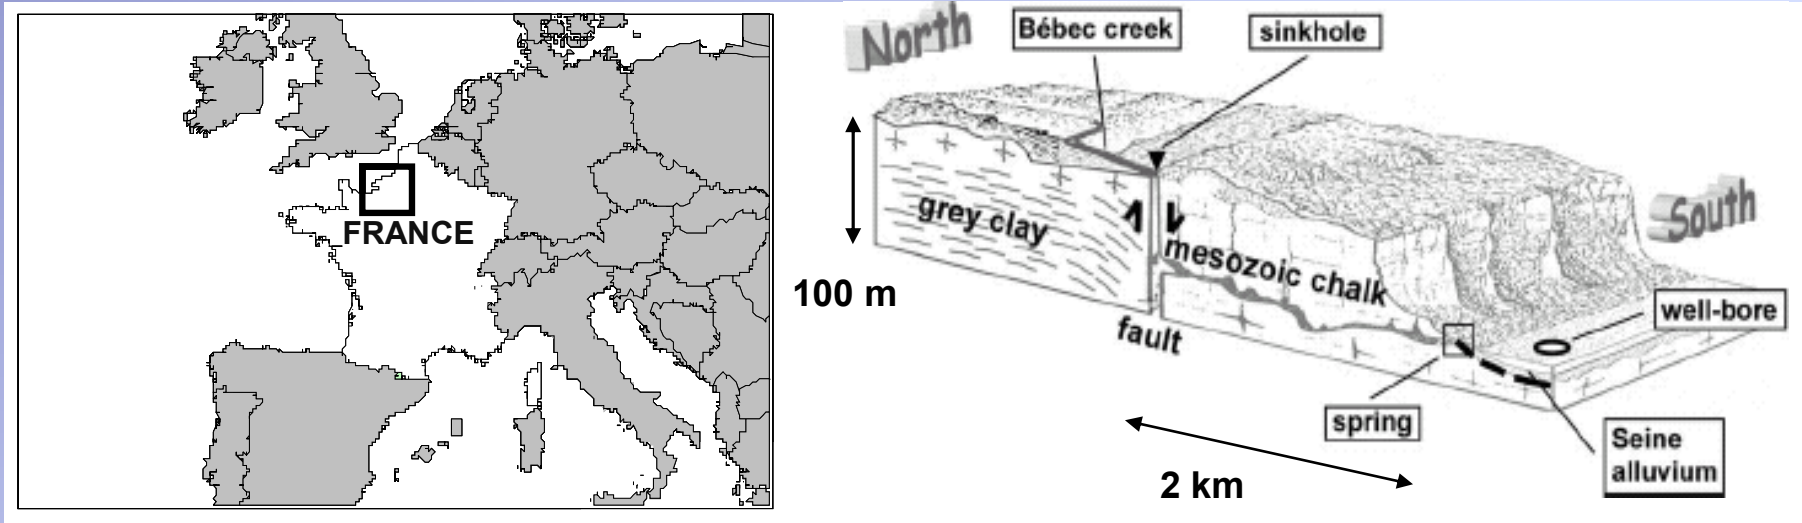 FRANCE
North
Bébec creek
sinkhole
grey clay
mesozoic chalk
South
100 m
well-bore
fault
spring
Seine
alluvium
2 km